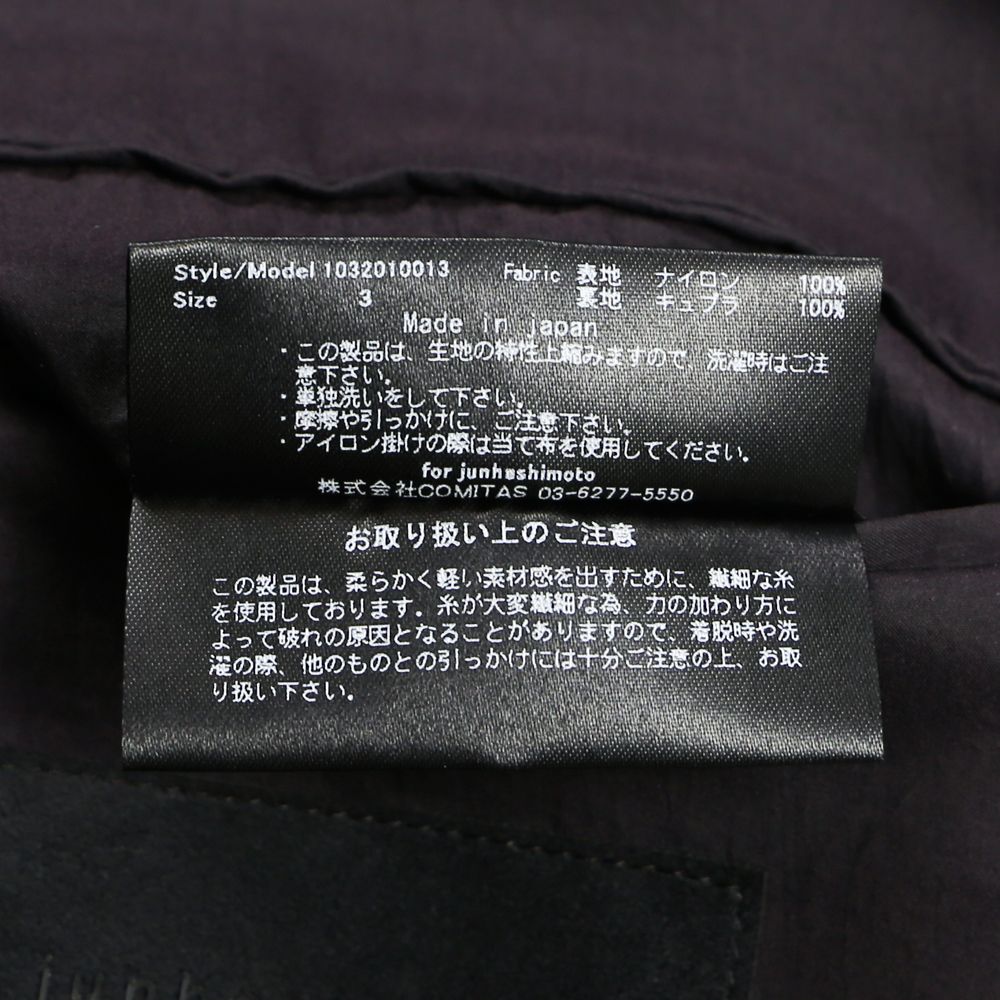 Style/Model 1032010013 Fabric 表地 ナイロン 100%
Size 3 裏地 キュプラ 100%
Made in japan
・この製品は、生地の特性上縮みますので、洗濯時はご注
意下さい。
・単独洗いをして下さい。
・摩擦や引っかけに、ご注意下さい。
・アイロン掛けの際は当て布を使用してください。
for junhashimoto
株式会社COMITAS 03-6277-5550
お取り扱い上のご注意
この製品は、柔らかく軽い素材感を出すために、繊細な糸
を使用しております。糸が大変繊細な為、力の加わり方に
よって破れの原因となることがありますので、着脱時や洗
濯の際、他のものとの引っかけには十分ご注意の上、お取
り扱い下さい。